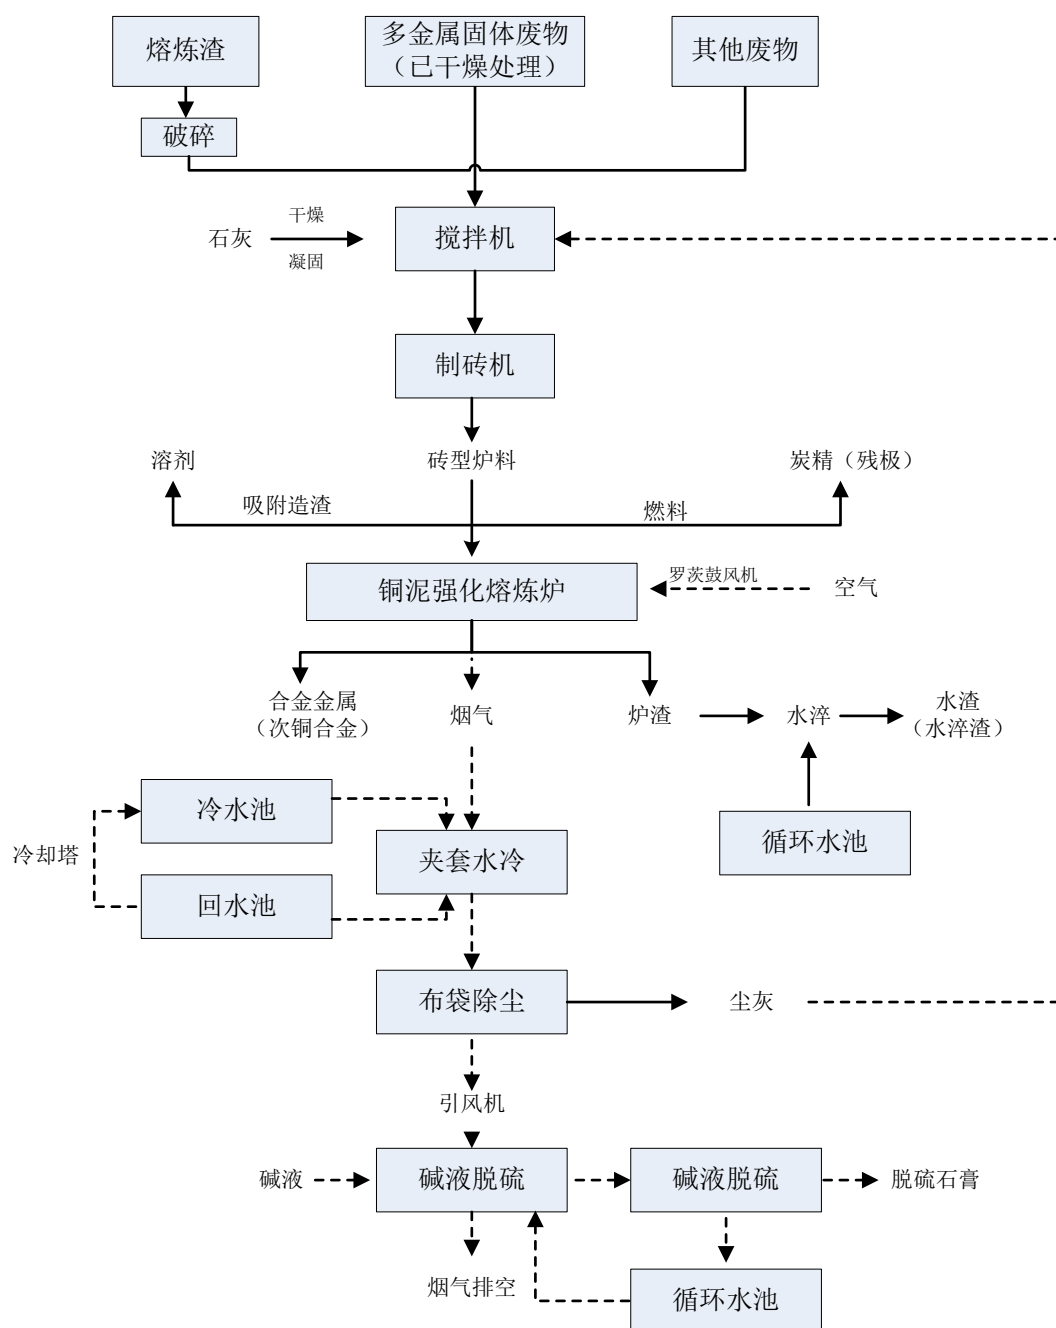 熔炼渣
多金属固体废物
（已干燥处理）
其他废物
破碎
石灰
干燥
凝固
搅拌机
制砖机
溶剂
砖型炉料
炭精（残极）
吸附造渣
燃料
铜泥强化熔炼炉
罗茨鼓风机
空气
合金金属
（次铜合金）
烟气
炉渣
水淬
水渣
（水淬渣）
冷水池
冷却塔
夹套水冷
循环水池
回水池
布袋除尘
尘灰
引风机
碱液
碱液脱硫
碱液脱硫
脱硫石膏
烟气排空
循环水池